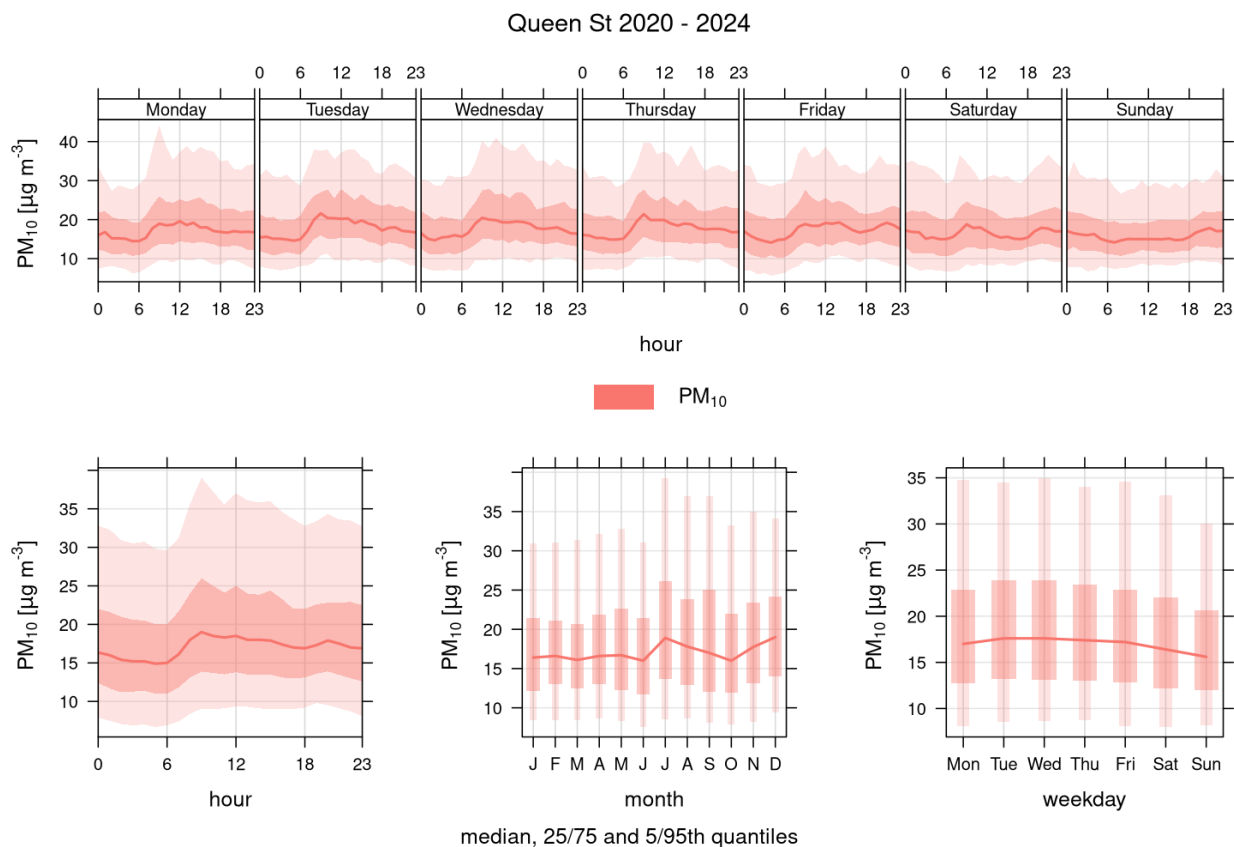 Queen St 2020 - 2024
0 6 12 18 23 0 6 12 18 23 0 6 12 18 23
Monday Tuesday Wednesday Thursday Friday Saturday Sunday
40
30
20
10
PM₁₀ [µg m⁻³]
0 6 12 18 23 0 6 12 18 23 0 6 12 18 23 0 6 12 18 23
hour
PM₁₀
35
30
25
20
15
10
PM₁₀ [µg m⁻³]
0 6 12 23
hour
35
30
25
20
15
10
PM₁₀ [µg m⁻³]
J F M A M J J A S O N D
month
35
30
25
20
15
10
PM₁₀ [µg m⁻³]
Mon Tue Wed Thu Fri Sat Sun
weekday
median, 25/75 and 5/95th quantiles